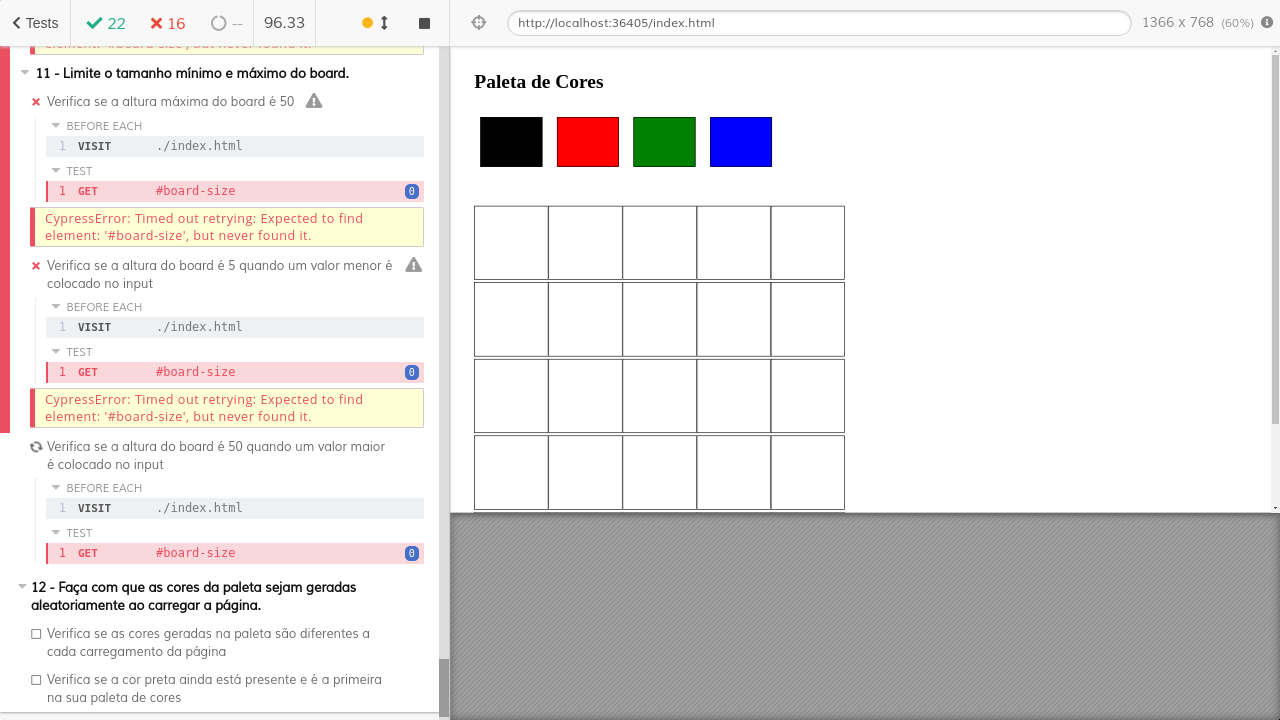 Tests 22 16 -- 96.33
http://localhost:36405/index.html 1366 x 768 (60%)
element: '#board-size', but never found it.
11 - Limite o tamanho mínimo e máximo do board.
Verifica se a altura máxima do board é 50
BEFORE EACH
1 VISIT ./index.html
TEST
1 GET #board-size 0
CypressError: Timed out retrying: Expected to find
element: '#board-size', but never found it.
Verifica se a altura do board é 5 quando um valor menor é
colocado no input
BEFORE EACH
1 VISIT ./index.html
TEST
1 GET #board-size 0
CypressError: Timed out retrying: Expected to find
element: '#board-size', but never found it.
Verifica se a altura do board é 50 quando um valor maior
é colocado no input
BEFORE EACH
1 VISIT ./index.html
TEST
1 GET #board-size 0
12 - Faça com que as cores da paleta sejam geradas
aleatoriamente ao carregar a página.
Verifica se as cores geradas na paleta são diferentes a
cada carregamento da página
Verifica se a cor preta ainda está presente e é a primeira
na sua paleta de cores
Paleta de Cores